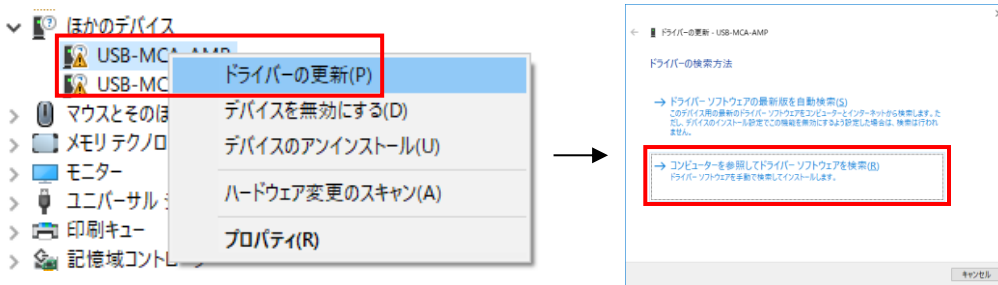 ほかのデバイス
USB-MCA-AMP
USB-MC
マウスとそのほ
メモリ テクノロ
モニター
ユニバーサル
印刷キュー
記憶域コントロ
ドライバーの更新(P)
デバイスを無効にする(D)
デバイスのアンインストール(U)
ハードウェア変更のスキャン(A)
プロパティ(R)
ドライバーの更新 - USB-MCA-AMP
ドライバーの検索方法
ドライバー ソフトウェアの最新版を自動検索(S)
このデバイス用の最新のドライバー ソフトウェアをコンピューターとインターネットから検索します。た
だし、デバイスのインストール設定でこの機能を無効にするよう設定した場合は、検索は行われ
ません。
コンピューターを参照してドライバー ソフトウェアを検索(R)
ドライバー ソフトウェアを手動で検索してインストールします。
キャンセル